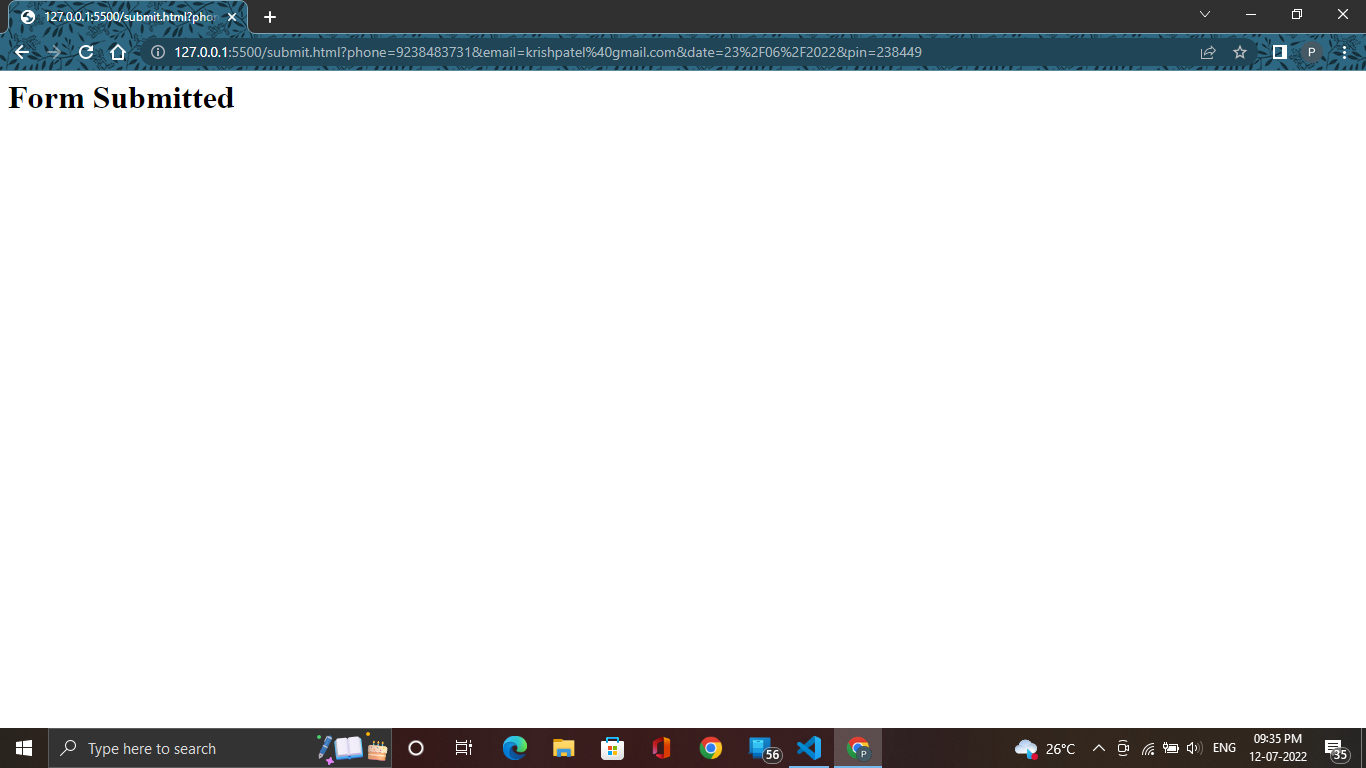 127.0.0.1:5500/submit.html?phon
127.0.0.1:5500/submit.html?phone=9238483731&email=krishpatel%40gmail.com&date=23%2F06%2F2022&pin=238449
P
Form Submitted
Type here to search
56
P
26°C
ENG
09:35 PM
12-07-2022
35